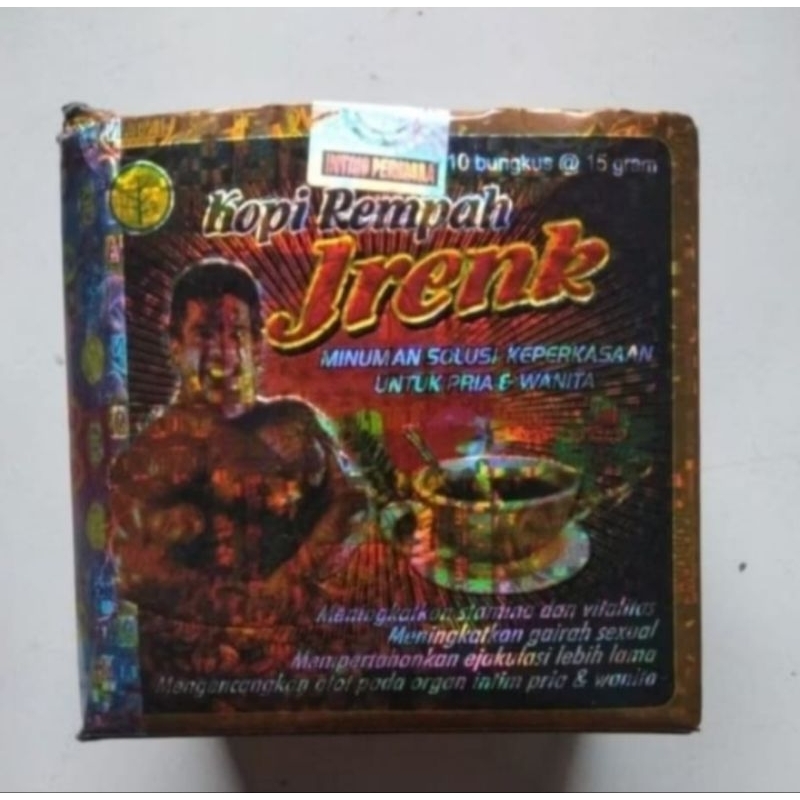 10 bungkus @ 15 gram
Kopi Rempah
Jrenk
MINUMAN SOLUSI KEPERKASAAN
UNTUK PRIA & WANITA
Meningkatkan stamina dan vitalitas
Meningkatkan gairah sexual
Mempertahankan ejakulasi lebih lama
Mengencangkan otot pada organ intim pria & wanita